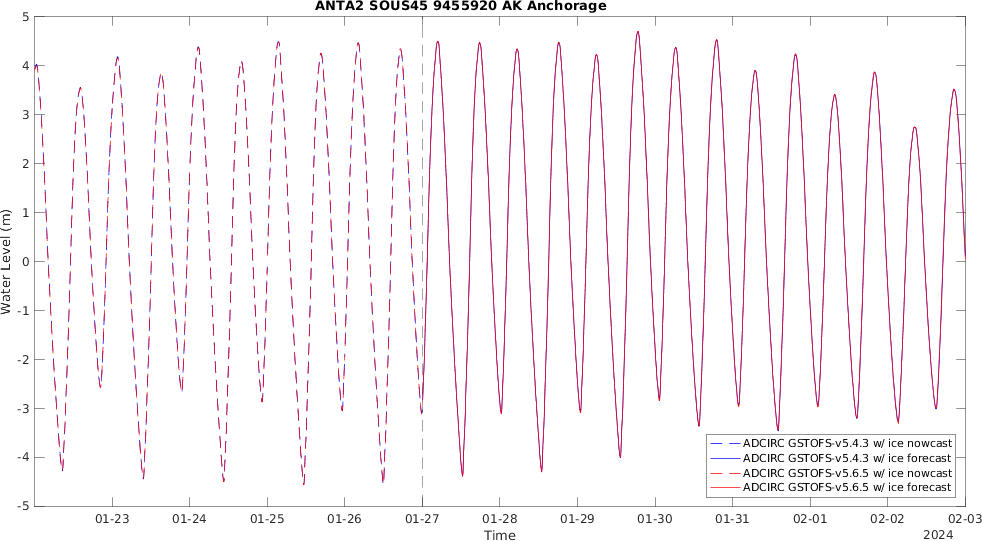 ANTA2 SOUS45 9455920 AK Anchorage
5
4
3
2
1
0
-1
-2
-3
-4
-5
Water Level (m)
01-23 01-24 01-25 01-26 01-27 01-28 01-29 01-30 01-31 02-01 02-02 02-03
Time
2024
ADCIRC GSTOFS-v5.4.3 w/ ice nowcast
ADCIRC GSTOFS-v5.4.3 w/ ice forecast
ADCIRC GSTOFS-v5.6.5 w/ ice nowcast
ADCIRC GSTOFS-v5.6.5 w/ ice forecast